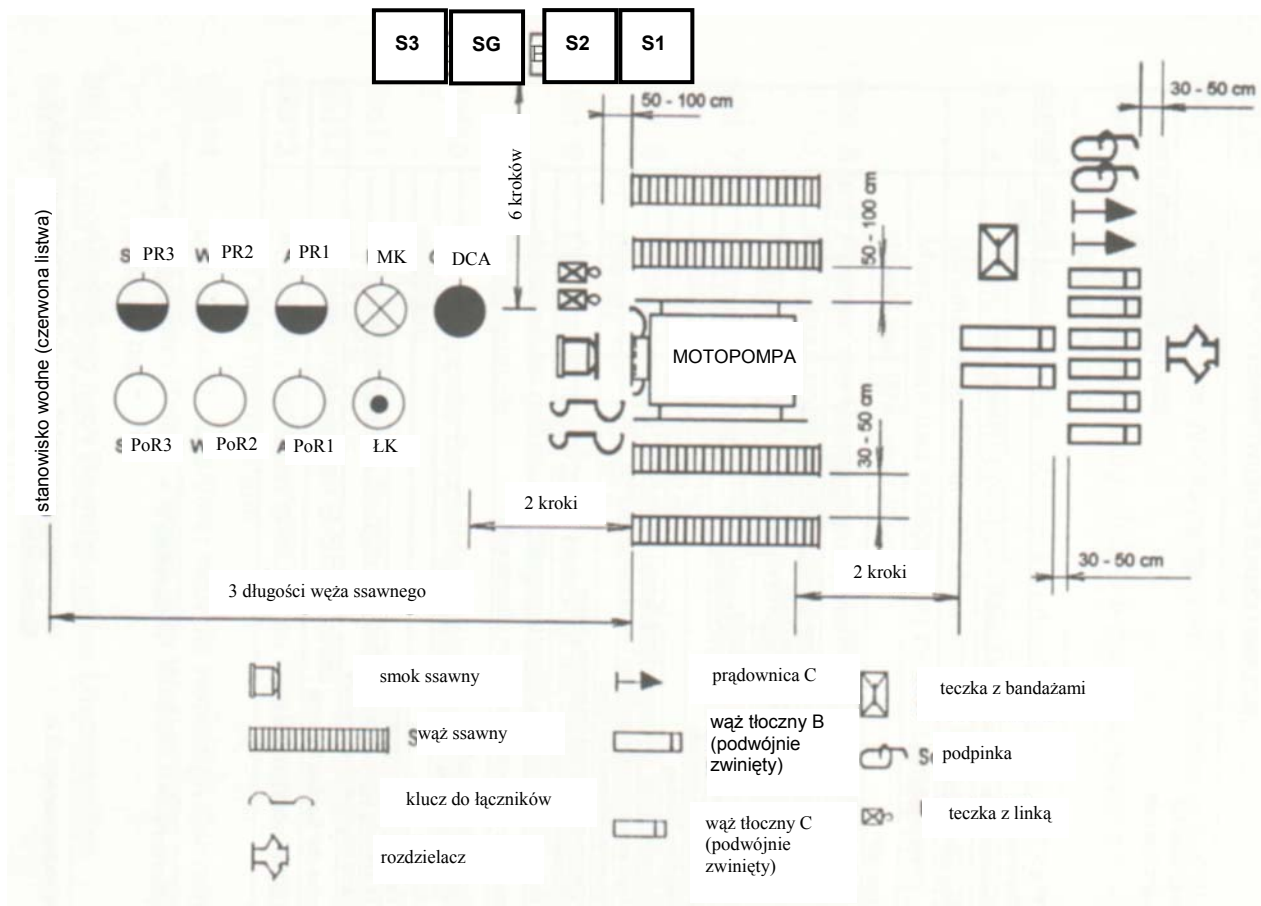 S3
SG
S2
S1
50 - 100 cm
30 - 50 cm
6 kroków
stanowisko wodne (czerwona listwa)
PR3
PR2
PR1
MK
DCA
50 - 100 cm
MOTOPOMPA
PoR3
PoR2
PoR1
ŁK
30 - 50 cm
2 kroki
30 - 50 cm
2 kroki
3 długości węża ssawnego
smok ssawny
wąż ssawny
klucz do łączników
rozdzielacz
prądownica C
wąż tłoczny B
(podwójnie
zwinięty)
wąż tłoczny C
(podwójnie
zwinięty)
teczka z bandażami
podpinka
teczka z linką